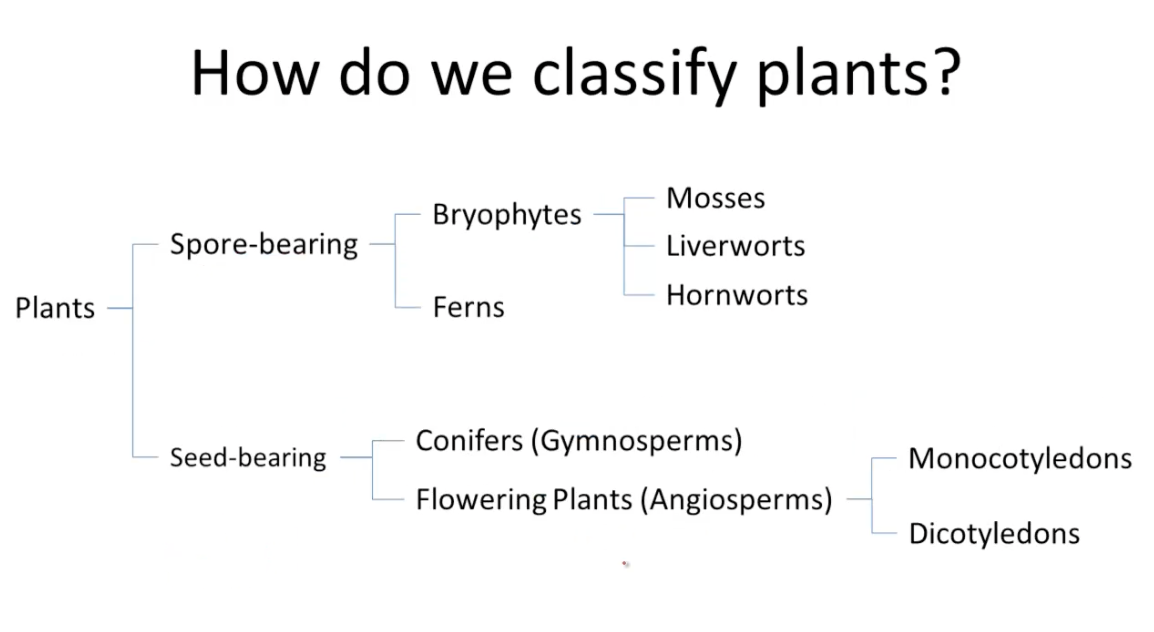 How do we classify plants?
Plants
Spore-bearing
Bryophytes
Mosses
Liverworts
Hornworts
Ferns
Seed-bearing
Conifers (Gymnosperms)
Flowering Plants (Angiosperms)
Monocotyledons
Dicotyledons